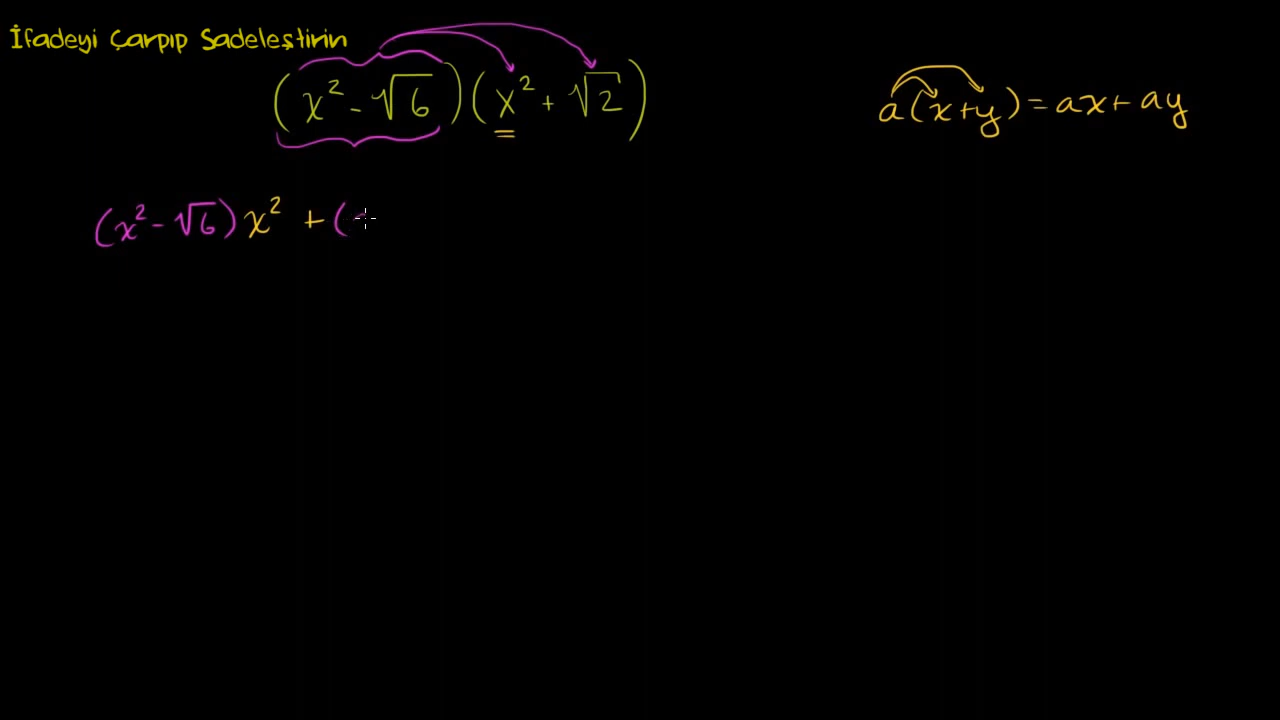 İfadeyi Çarpıp Sadeleştirin
(x² - √6)(x² + √2)
a(x+y) = ax + ay
(x² - √6)x² + (